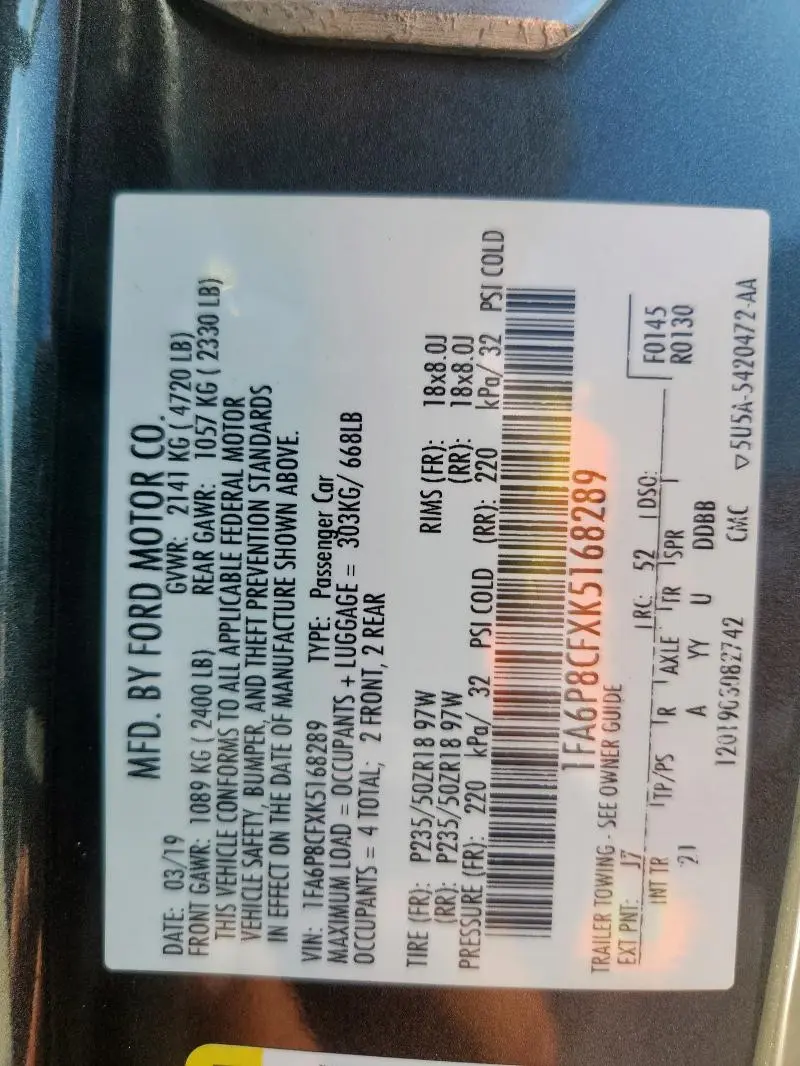 MFD. BY FORD MOTOR CO.
DATE: 03/19 GVWR: 2141 KG ( 4720 LB)
FRONT GAWR: 1089 KG ( 2400 LB) REAR GAWR: 1057 KG ( 2330 LB)
THIS VEHICLE CONFORMS TO ALL APPLICABLE FEDERAL MOTOR
VEHICLE SAFETY, BUMPER, AND THEFT PREVENTION STANDARDS
IN EFFECT ON THE DATE OF MANUFACTURE SHOWN ABOVE.
VIN: 1FA6P8CFXK5168289 TYPE: Passenger Car
MAXIMUM LOAD = OCCUPANTS + LUGGAGE = 303KG/ 668LB
OCCUPANTS = 4 TOTAL; 2 FRONT, 2 REAR
TIRE (FR): P235/50ZR18 97W RIMS (FR): 18x8.0J
(RR): P235/50ZR18 97W (RR): 18x8.0J
PRESSURE (FR): 220 kPa/ 32 PSI COLD (RR): 220 kPa/ 32 PSI COLD
1FA6P8CFXK5168289
TRAILER TOWING - SEE OWNER GUIDE
F0145
R0130
EXT PNT: J7 RC: 52 DSO:
INT TR TP/PS R AXLE TR SPR
21 A YY U DDBB
1201903082742 CMC ▽5U5A-5420472-AA